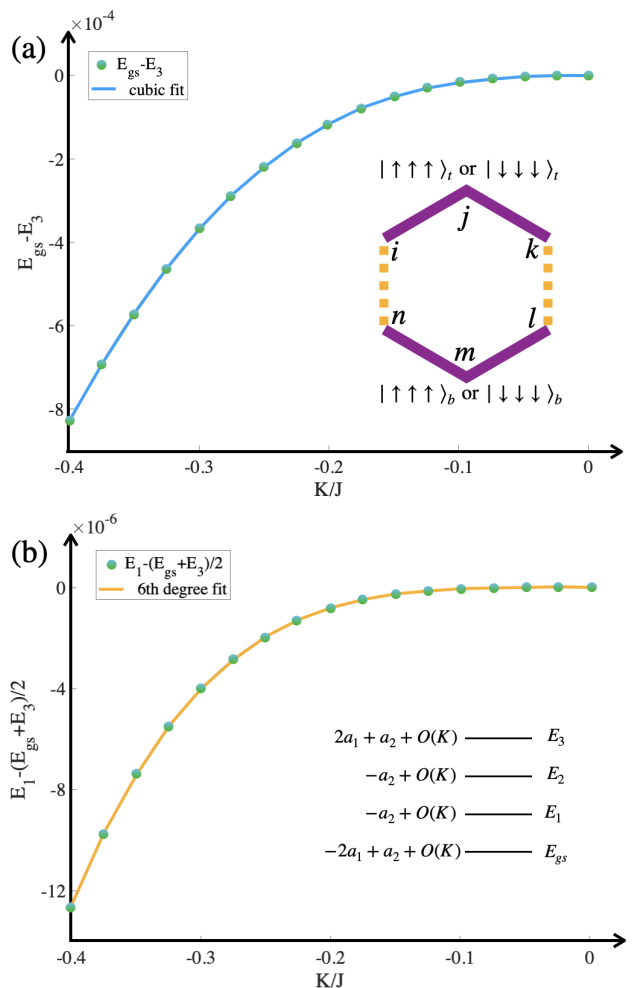 (a)
×10⁻⁴
E_gs-E_3
cubic fit
0
-2
-4
-6
-8
E_gs-E_3
|↑↑↑⟩_t or |↓↓↓⟩_t
j
i
k
n
l
m
|↑↑↑⟩_b or |↓↓↓⟩_b
-0.4 -0.3 -0.2 -0.1 0
K/J
(b)
×10⁻⁶
E_1-(E_gs+E_3)/2
6th degree fit
0
-4
-8
-12
E_1-(E_gs+E_3)/2
2a_1 + a_2 + O(K) E_3
-a_2 + O(K) E_2
-a_2 + O(K) E_1
-2a_1 + a_2 + O(K) E_gs
-0.4 -0.3 -0.2 -0.1 0
K/J